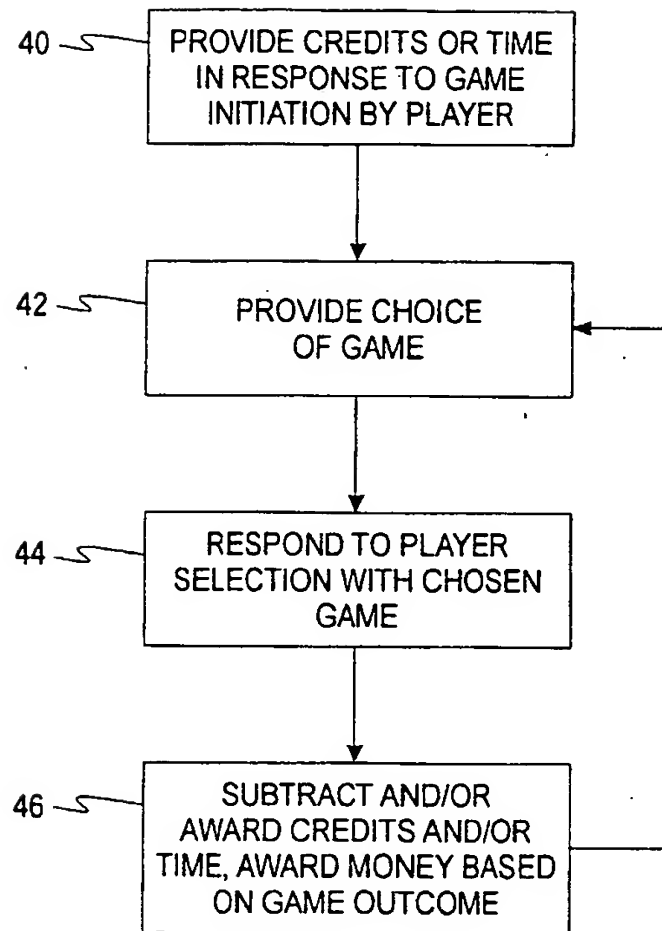 40
PROVIDE CREDITS OR TIME
IN RESPONSE TO GAME
INITIATION BY PLAYER
42
PROVIDE CHOICE
OF GAME
44
RESPOND TO PLAYER
SELECTION WITH CHOSEN
GAME
46
SUBTRACT AND/OR
AWARD CREDITS AND/OR
TIME, AWARD MONEY BASED
ON GAME OUTCOME